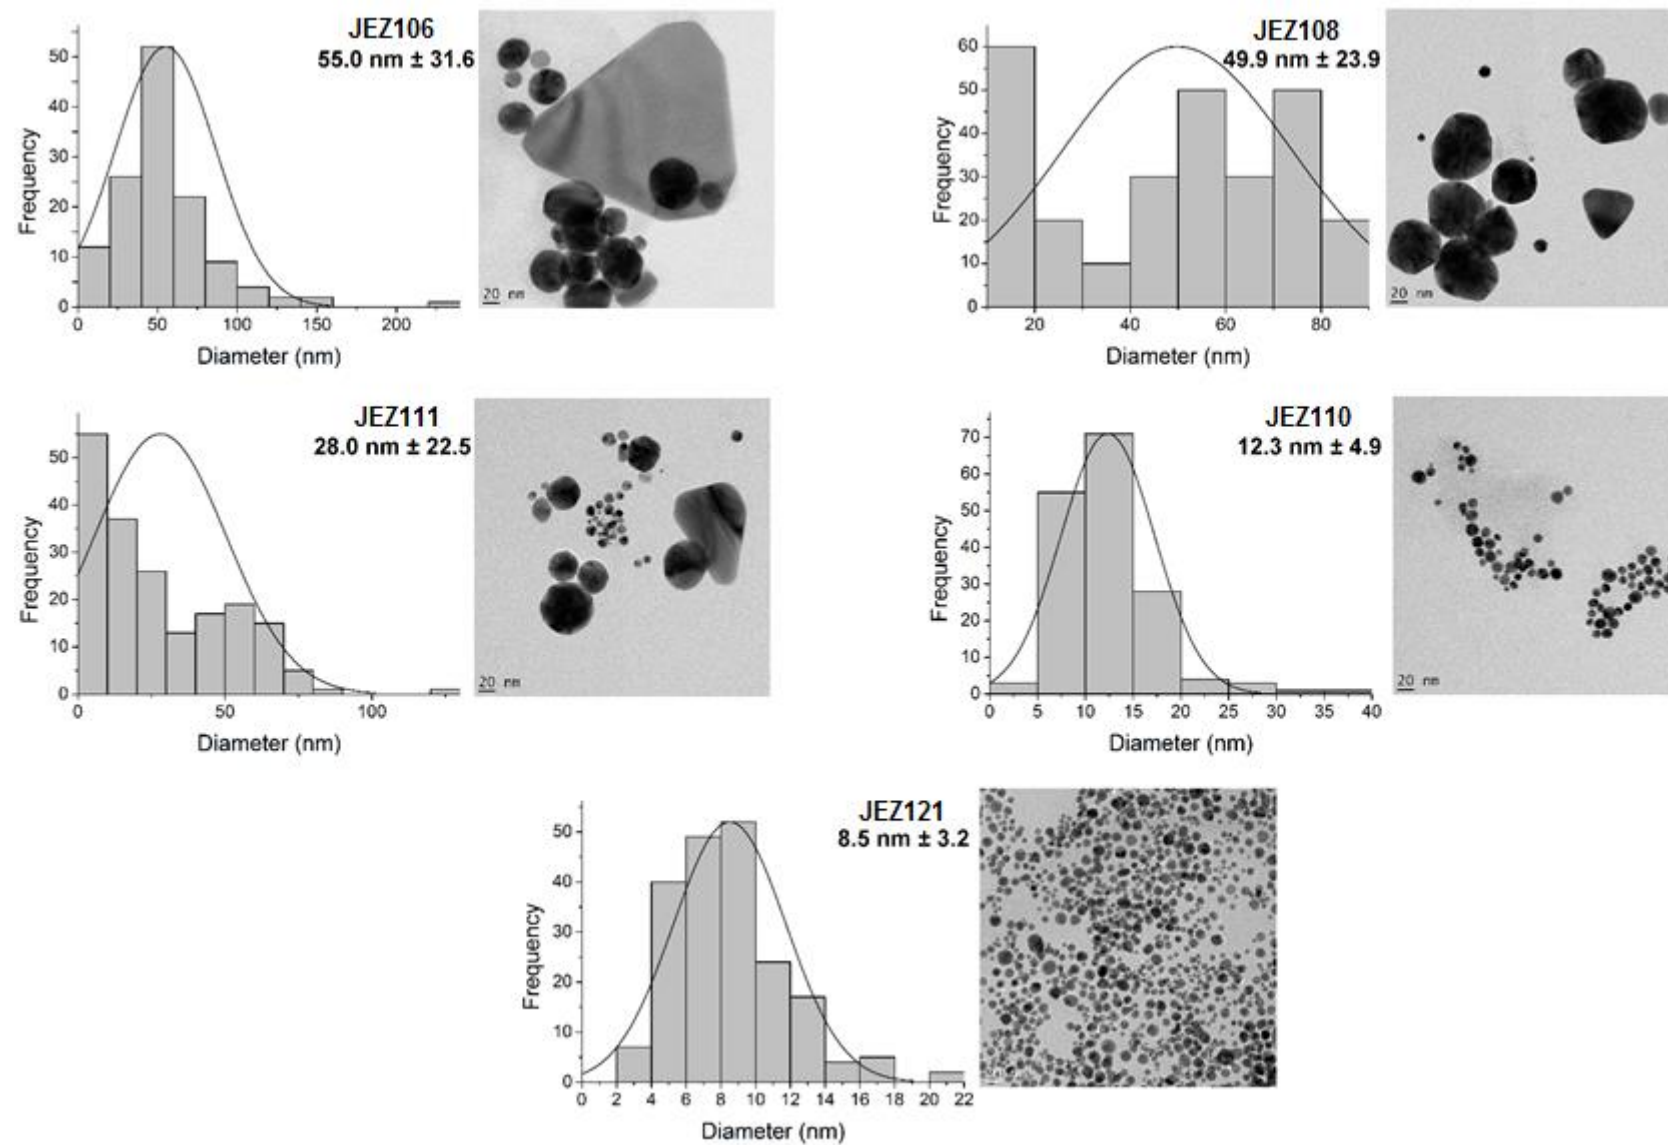 JEZ106
55.0 nm ± 31.6
Frequency
50
40
30
20
10
0
0 50 100 150 200
Diameter (nm)
20 nm
JEZ108
49.9 nm ± 23.9
Frequency
60
50
40
30
20
10
0
20 40 60 80
Diameter (nm)
20 nm
JEZ111
28.0 nm ± 22.5
Frequency
50
40
30
20
10
0
0 50 100
Diameter (nm)
20 nm
JEZ110
12.3 nm ± 4.9
Frequency
70
60
50
40
30
20
10
0
0 5 10 15 20 25 30 35 40
Diameter (nm)
20 nm
JEZ121
8.5 nm ± 3.2
Frequency
50
40
30
20
10
0
0 2 4 6 8 10 12 14 16 18 20 22
Diameter (nm)